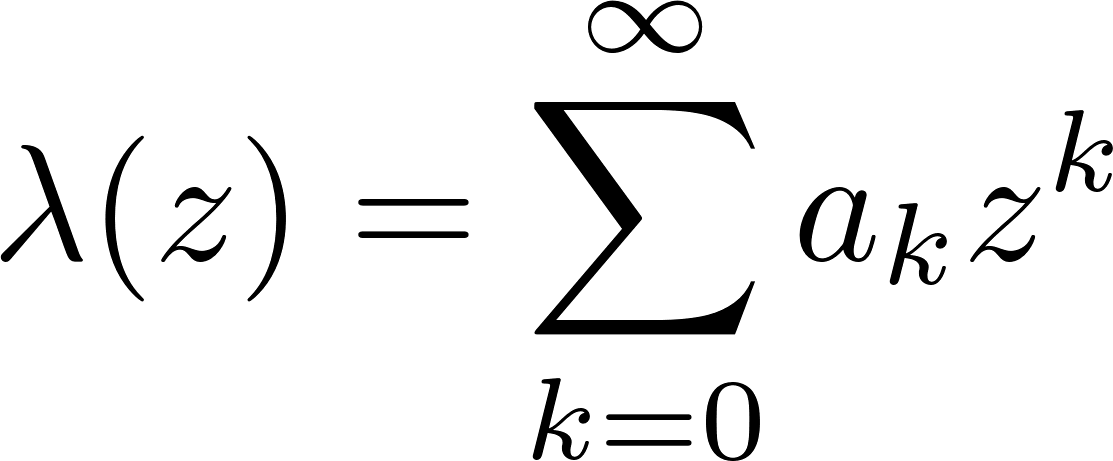 λ(z) = ∑_{k=0}^{∞} a_k z^k